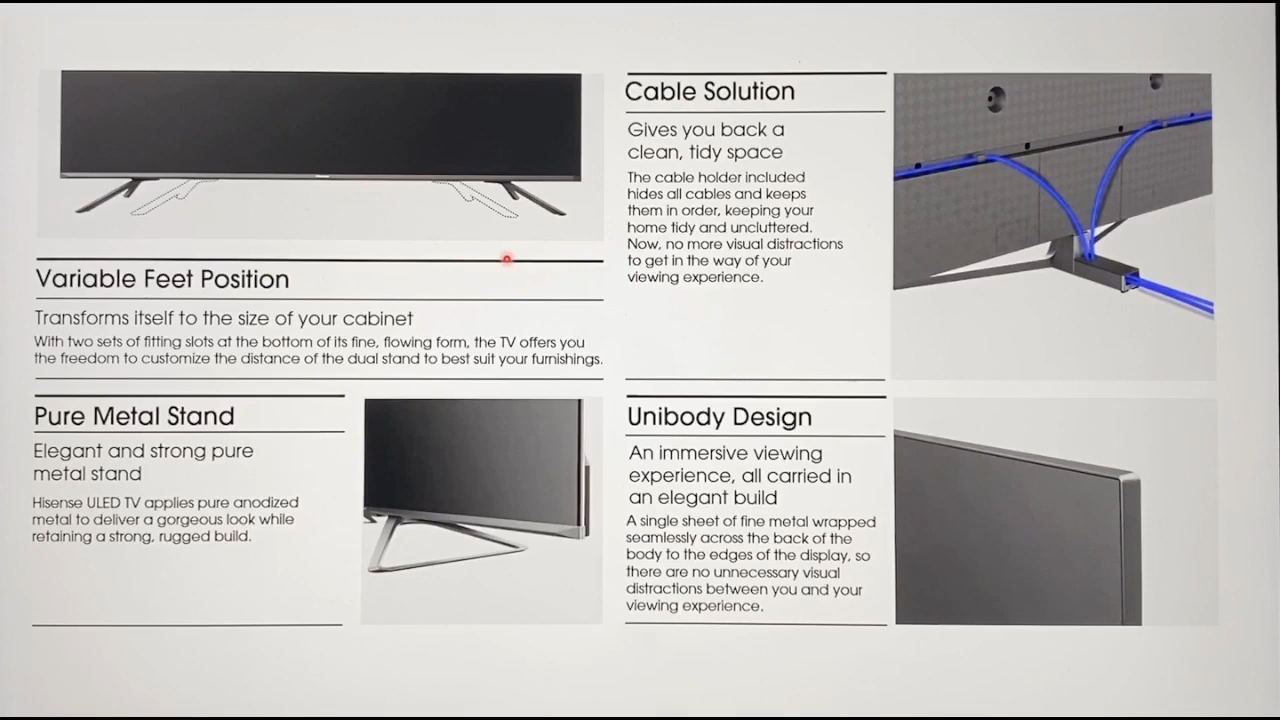 Variable Feet Position
Transforms itself to the size of your cabinet
With two sets of fitting slots at the bottom of its fine, flowing form, the TV offers you
the freedom to customize the distance of the dual stand to best suit your furnishings.
Pure Metal Stand
Elegant and strong pure
metal stand
Hisense ULED TV applies pure anodized
metal to deliver a gorgeous look while
retaining a strong, rugged build.
Cable Solution
Gives you back a
clean, tidy space
The cable holder included
hides all cables and keeps
them in order, keeping your
home tidy and uncluttered.
Now, no more visual distractions
to get in the way of your
viewing experience.
Unibody Design
An immersive viewing
experience, all carried in
an elegant build
A single sheet of fine metal wrapped
seamlessly across the back of the
body to the edges of the display, so
there are no unnecessary visual
distractions between you and your
viewing experience.